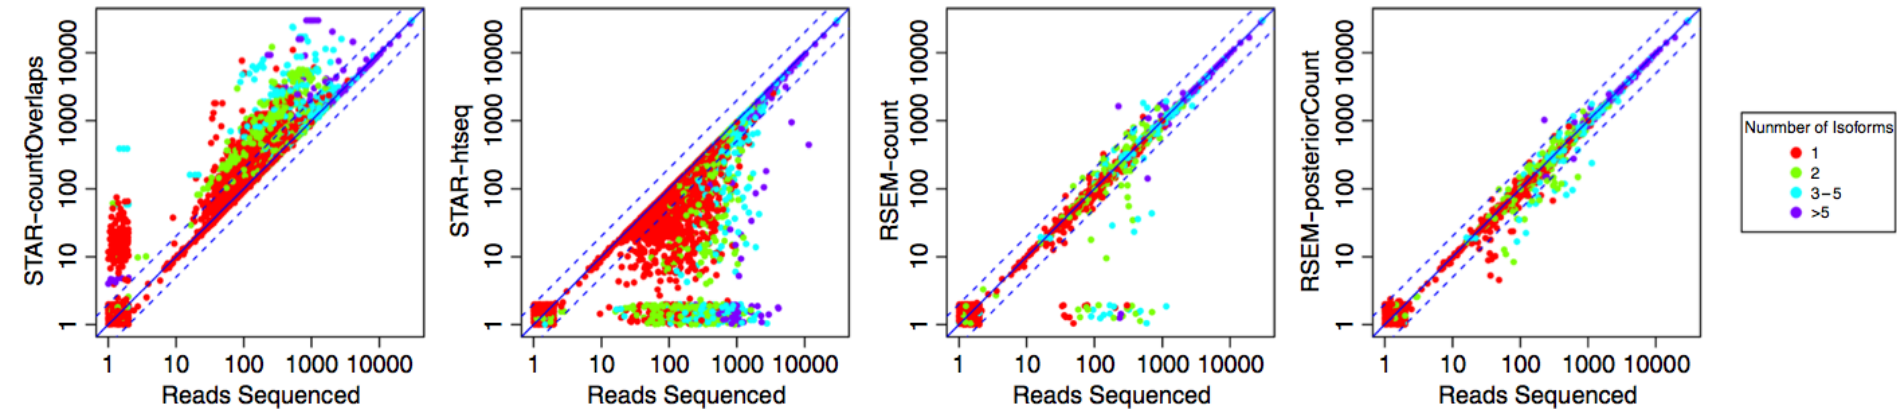 STAR-countOverlaps
10000
1000
100
10
1
1 10 100 1000 10000
Reads Sequenced
STAR-htseq
10000
1000
100
10
1
1 10 100 1000 10000
Reads Sequenced
RSEM-count
10000
1000
100
10
1
1 10 100 1000 10000
Reads Sequenced
RSEM-posteriorCount
10000
1000
100
10
1
1 10 100 1000 10000
Reads Sequenced
Nunmber of Isoforms
1
2
3-5
>5